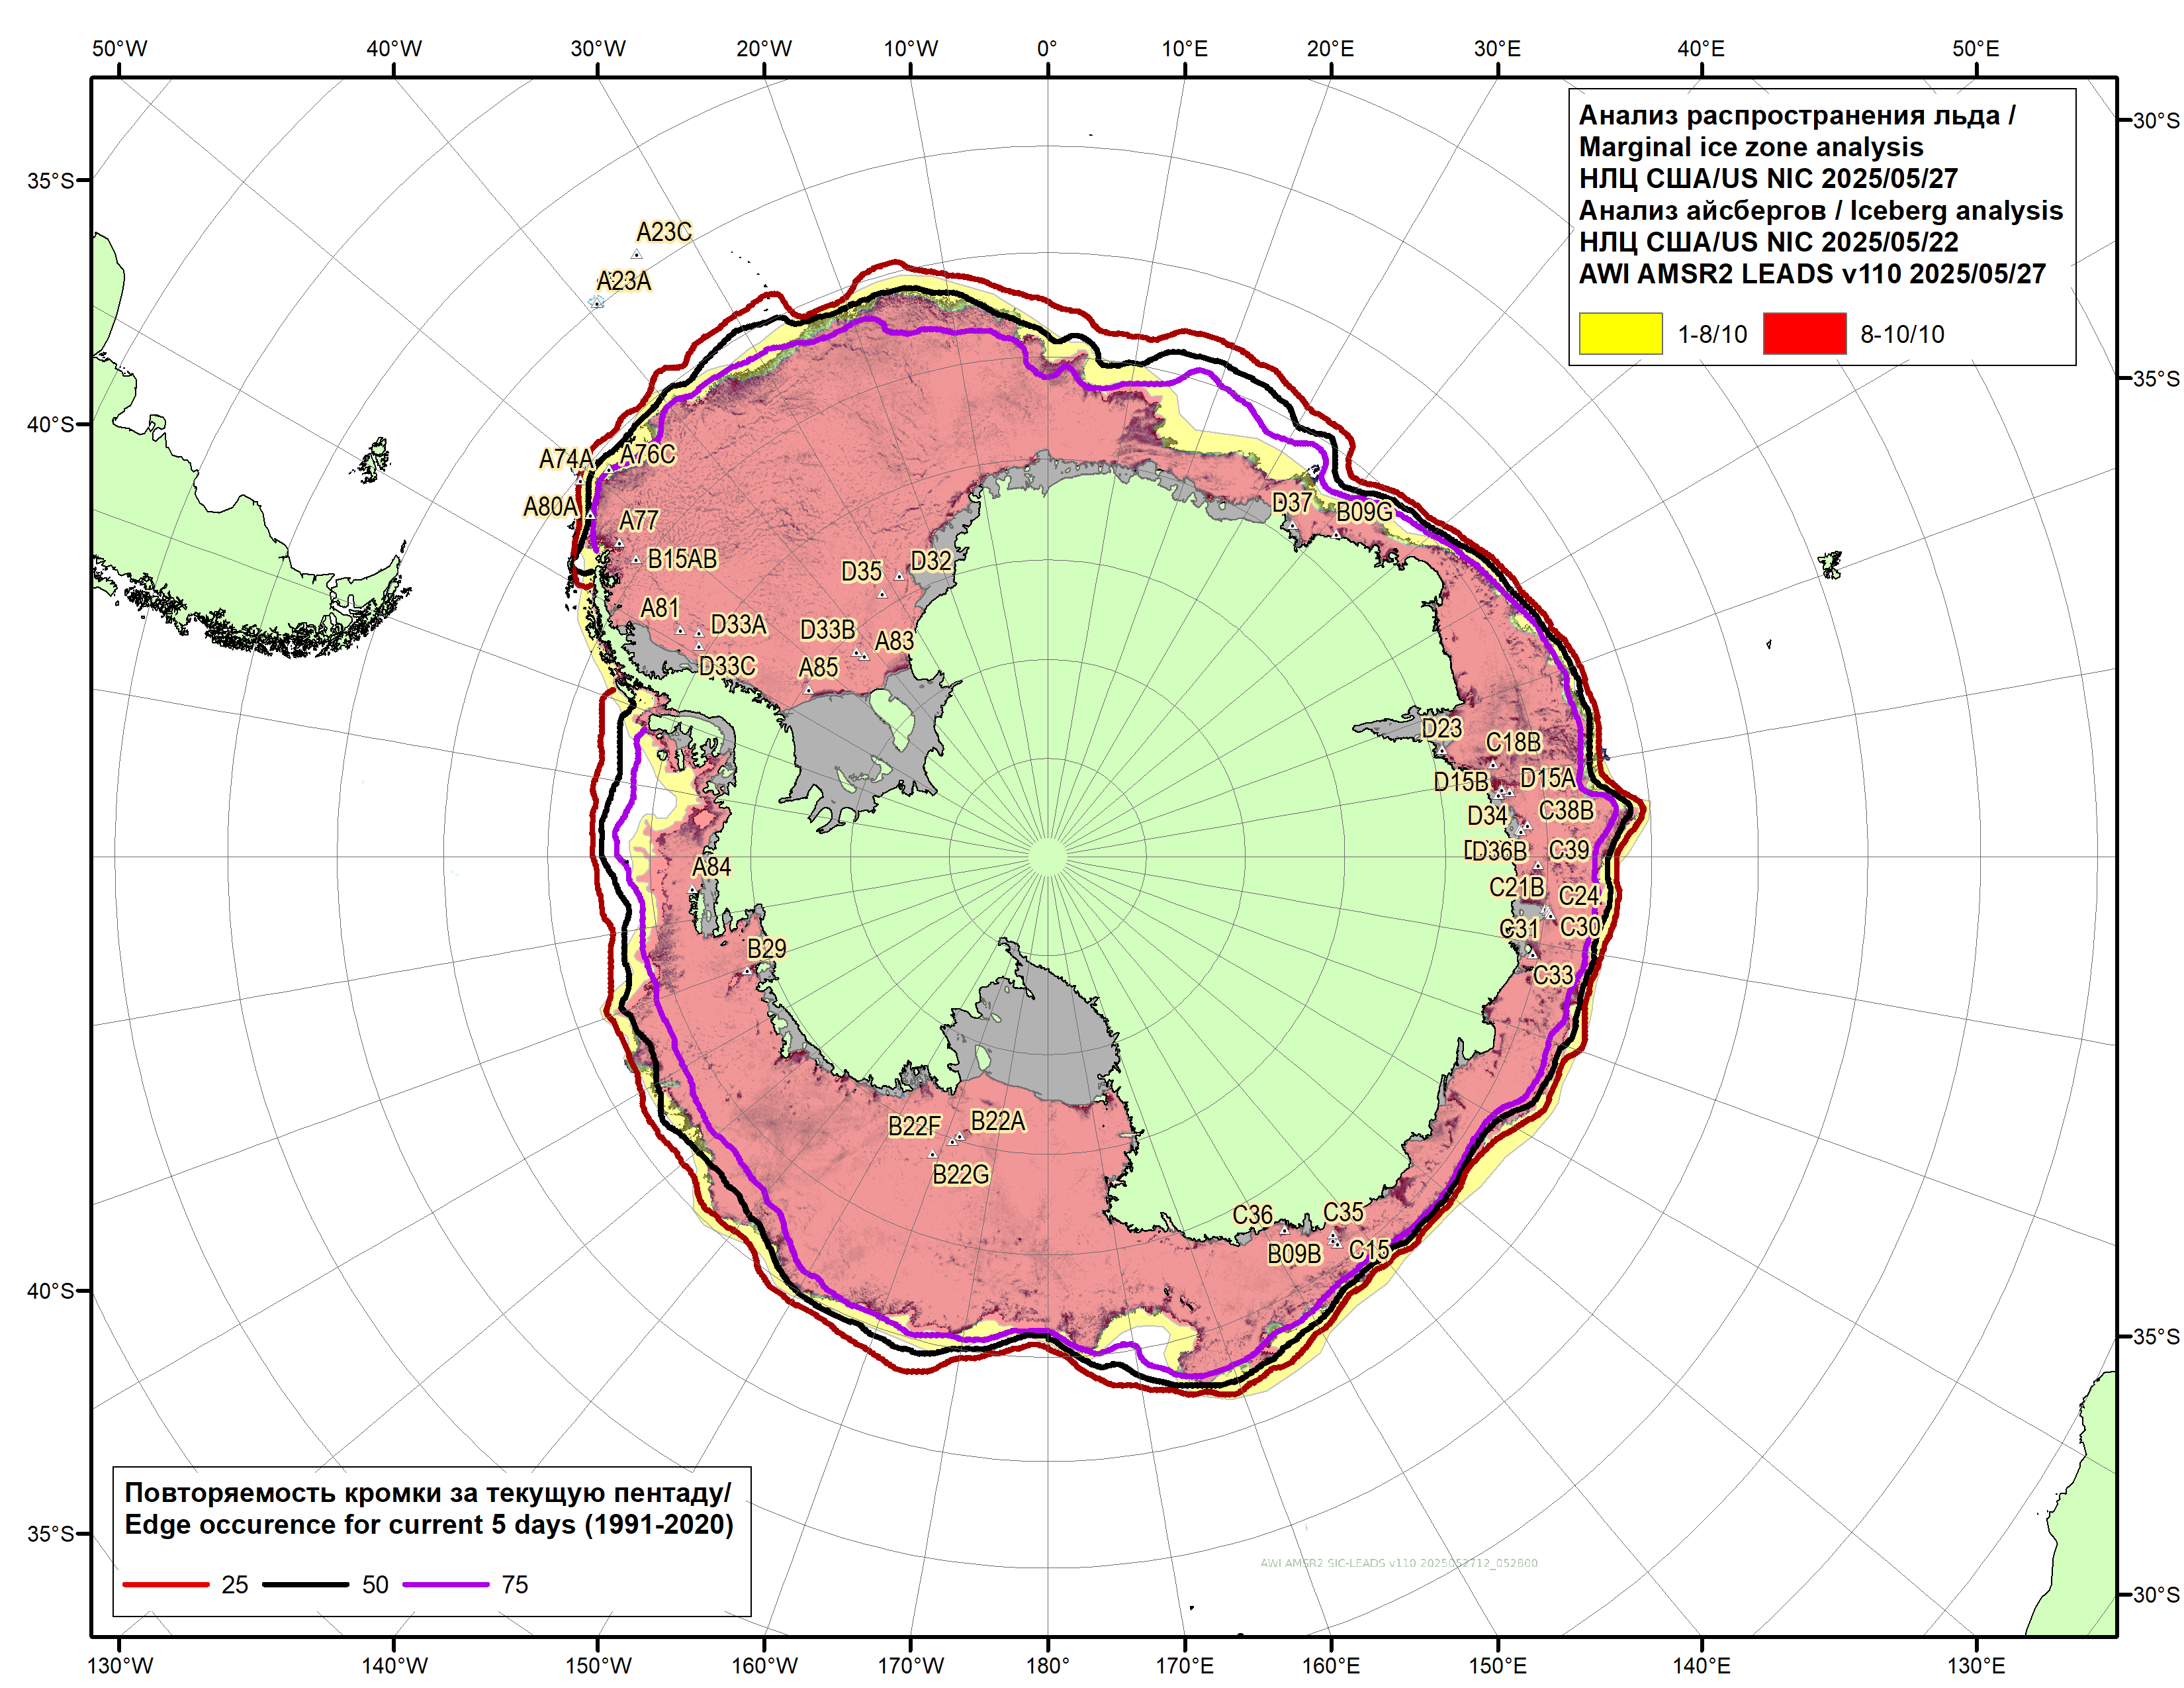 50°W 40°W 30°W 20°W 10°W 0° 10°E 20°E 30°E 40°E 50°E
Анализ распространения льда /
Marginal ice zone analysis
НЛЦ США/US NIC 2025/05/27
Анализ айсбергов / Iceberg analysis
НЛЦ США/US NIC 2025/05/22
AWI AMSR2 LEADS v110 2025/05/27
1-8/10 8-10/10
30°S
35°S
35°S
40°S
A23C
A23A
A74A A76C
A80A
A77
B15AB
D37
B09G
D35
D32
A81
D33A
D33B
A83
D33C
A85
D23
C18B
D15B
D15A
D34
C38B
D36B
C39
A84
C21B
C24
C31
C30
B29
C33
B22F
B22A
B22G
C36
C35
B09B
C15
40°S
35°S
35°S
30°S
Повторяемость кромки за текущую пентаду/
Edge occurence for current 5 days (1991-2020)
25 50 75
AWI AMSR2 SIC-LEADS v110 2025052712_052800
130°W 140°W 150°W 160°W 170°W 180° 170°E 160°E 150°E 140°E 130°E